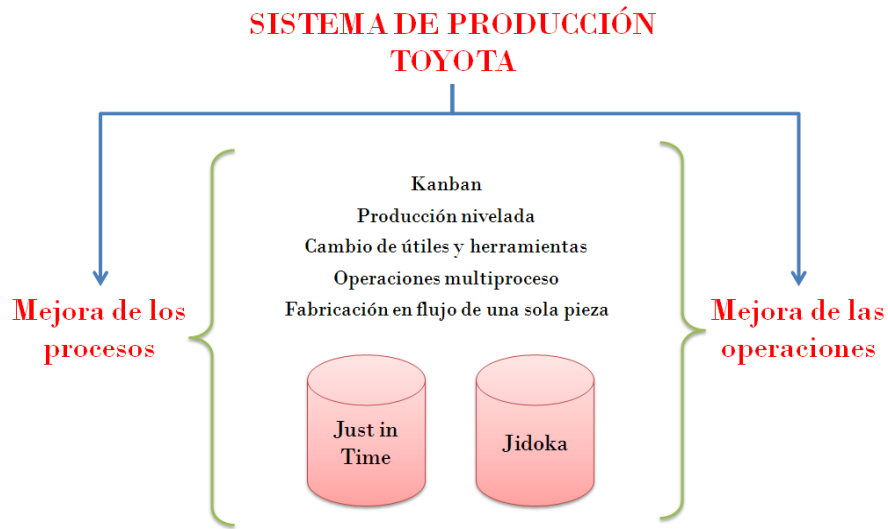 SISTEMA DE PRODUCCIÓN
TOYOTA
Kanban
Producción nivelada
Cambio de útiles y herramientas
Operaciones multiproceso
Fabricación en flujo de una sola pieza
Mejora de los
procesos
Mejora de las
operaciones
Just in
Time
Jidoka